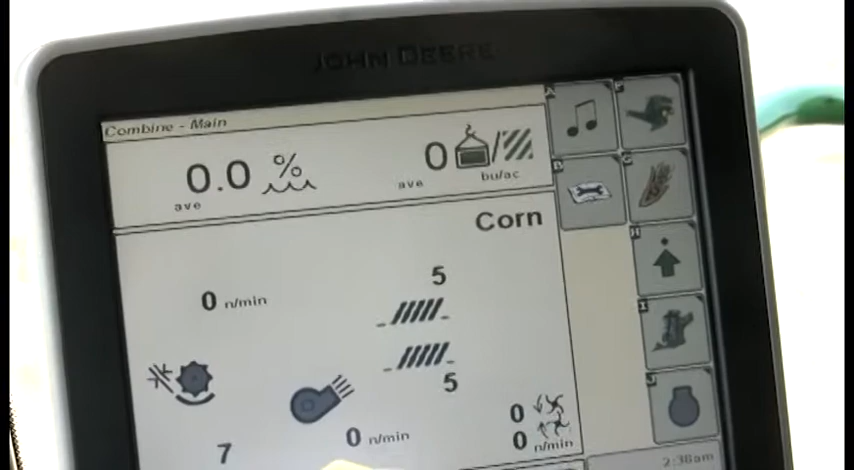 JOHN DEERE
Combine - Main
0.0 %
ave
0 /
ave bu/ac
Corn
5
0 n/min
5
7
0 n/min
0
0 n/min
2:38am
A
F
B
G
H
I
J